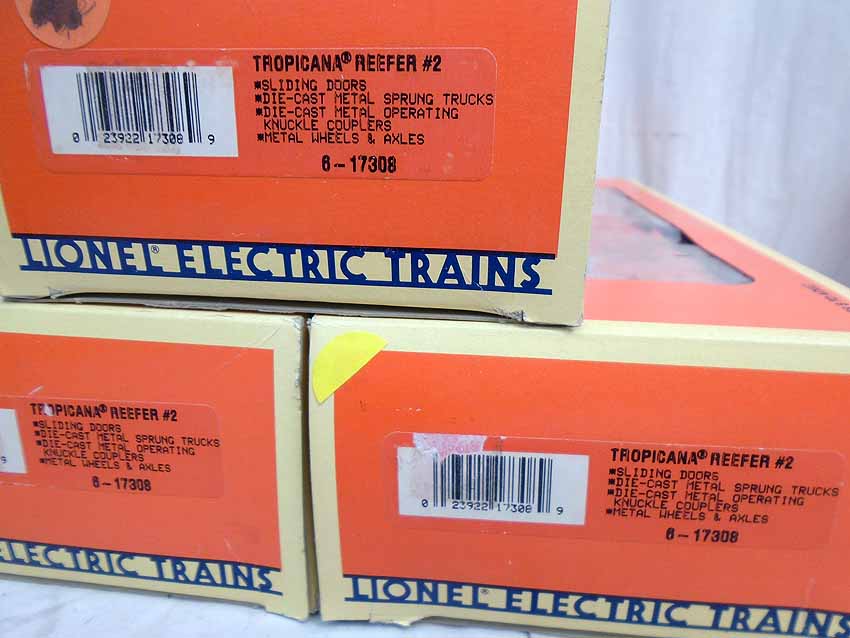 TROPICANA® REEFER #2
*SLIDING DOORS
*DIE-CAST METAL SPRUNG TRUCKS
*DIE-CAST METAL OPERATING
KNUCKLE COUPLERS
*METAL WHEELS & AXLES
0 23922 17308 9
6-17308
LIONEL® ELECTRIC TRAINS
TROPICANA® REEFER #2
*SLIDING DOORS
*DIE-CAST METAL SPRUNG TRUCKS
*DIE-CAST METAL OPERATING
KNUCKLE COUPLERS
*METAL WHEELS & AXLES
9
6-17308
ELECTRIC TRAINS
TROPICANA® REEFER #2
*SLIDING DOORS
*DIE-CAST METAL SPRUNG TRUCKS
*DIE-CAST METAL OPERATING
KNUCKLE COUPLERS
*METAL WHEELS & AXLES
0 23922 17308 9
6-17308
LIONEL® ELECTRIC TRAINS